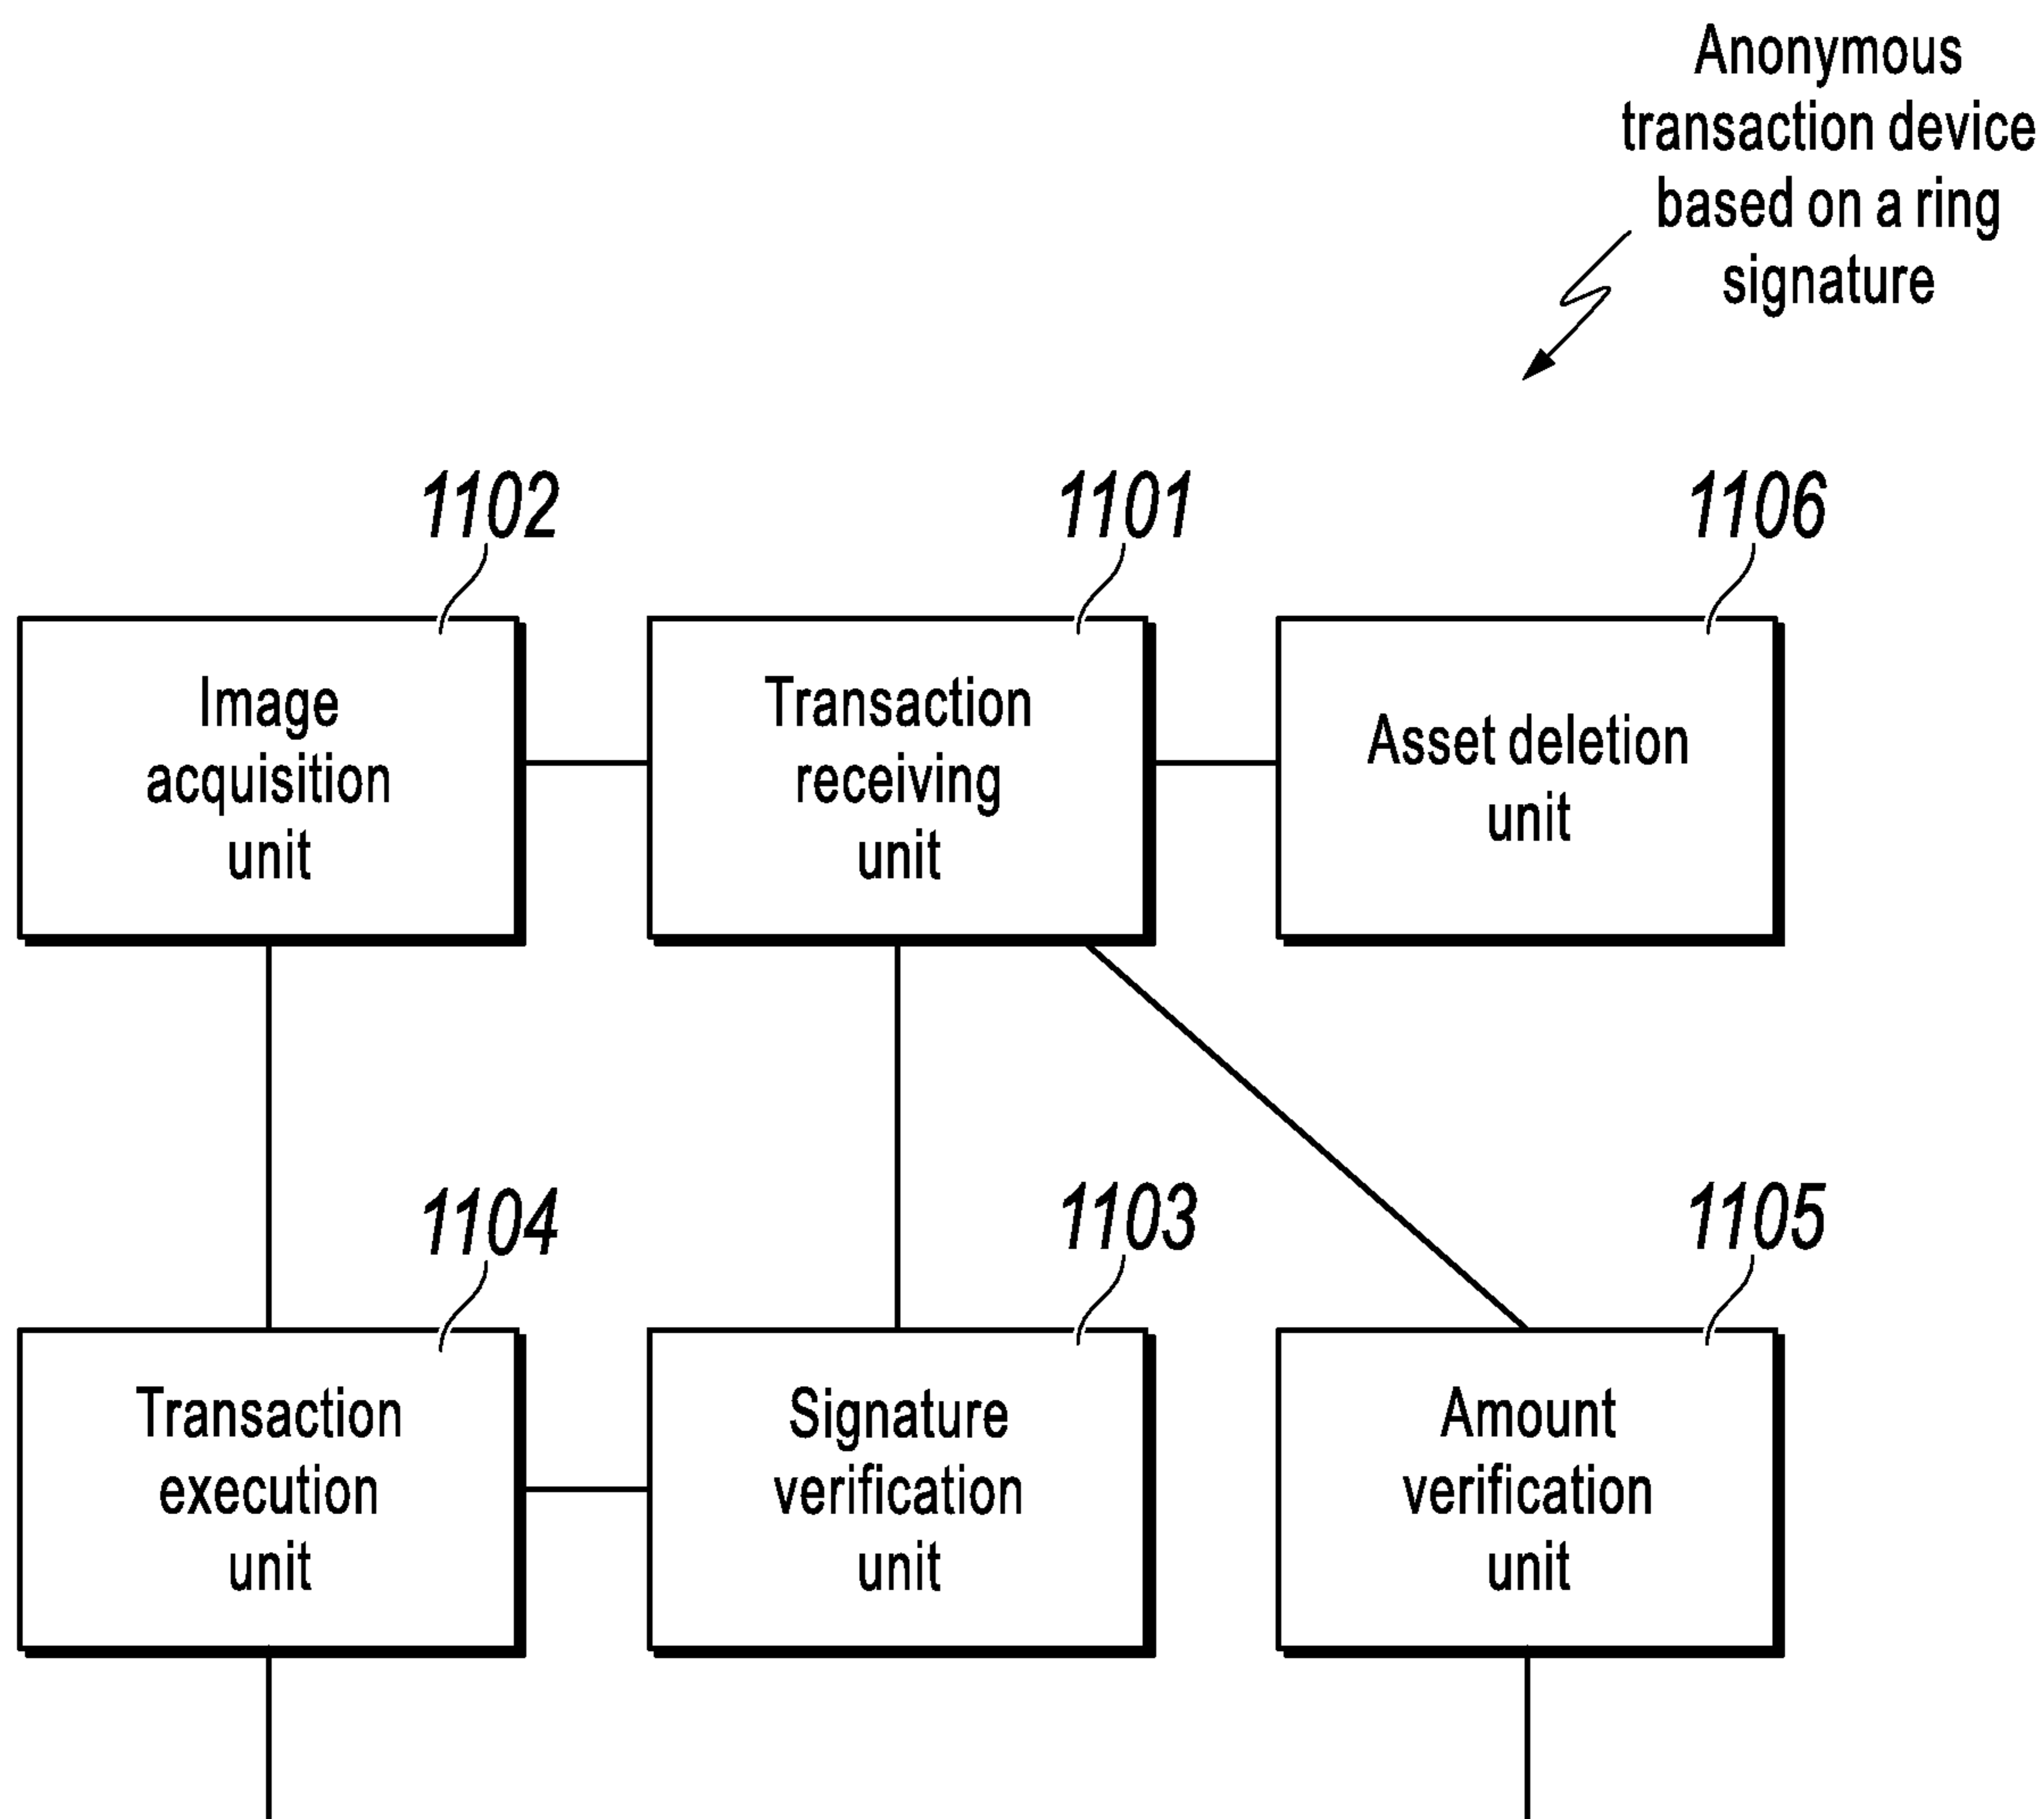 Anonymous
transaction device
based on a ring
signature
1102
1101
1106
Image
acquisition
unit
Transaction
receiving
unit
Asset deletion
unit
1104
1103
1105
Transaction
execution
unit
Signature
verification
unit
Amount
verification
unit